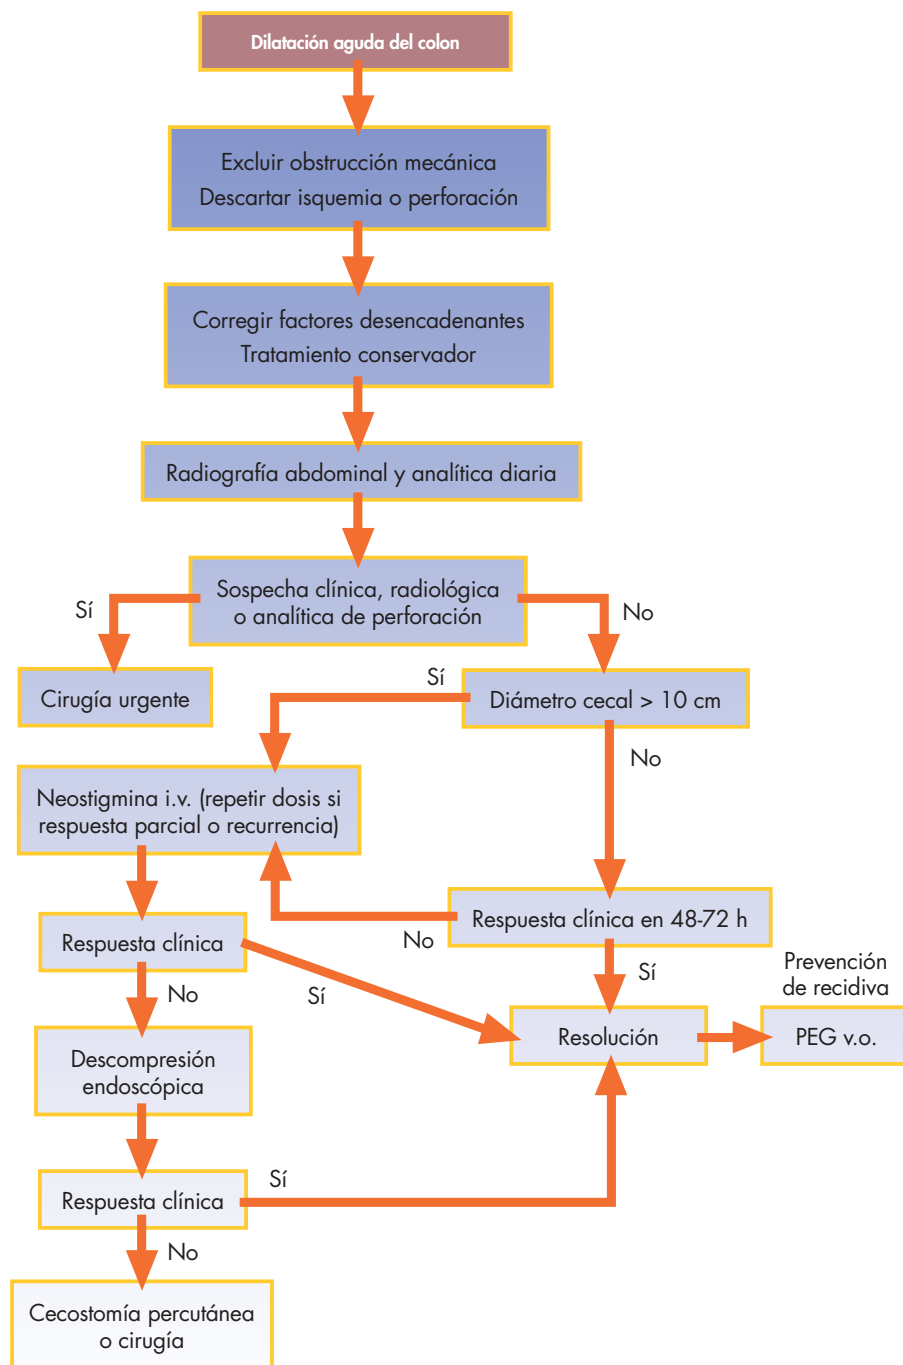 Dilatación aguda del colon
Excluir obstrucción mecánica
Descartar isquemia o perforación
Corregir factores desencadenantes
Tratamiento conservador
Radiografía abdominal y analítica diaria
Sospecha clínica, radiológica
o analítica de perforación
Sí
No
Cirugía urgente
Sí
Diámetro cecal > 10 cm
No
Neostigmina i.v. (repetir dosis si
respuesta parcial o recurrencia)
Respuesta clínica
No
Respuesta clínica en 48-72 h
No
Sí
Sí
Prevención
de recidiva
Resolución
PEG v.o.
Descompresión
endoscópica
Respuesta clínica
Sí
No
Cecostomía percutánea
o cirugía